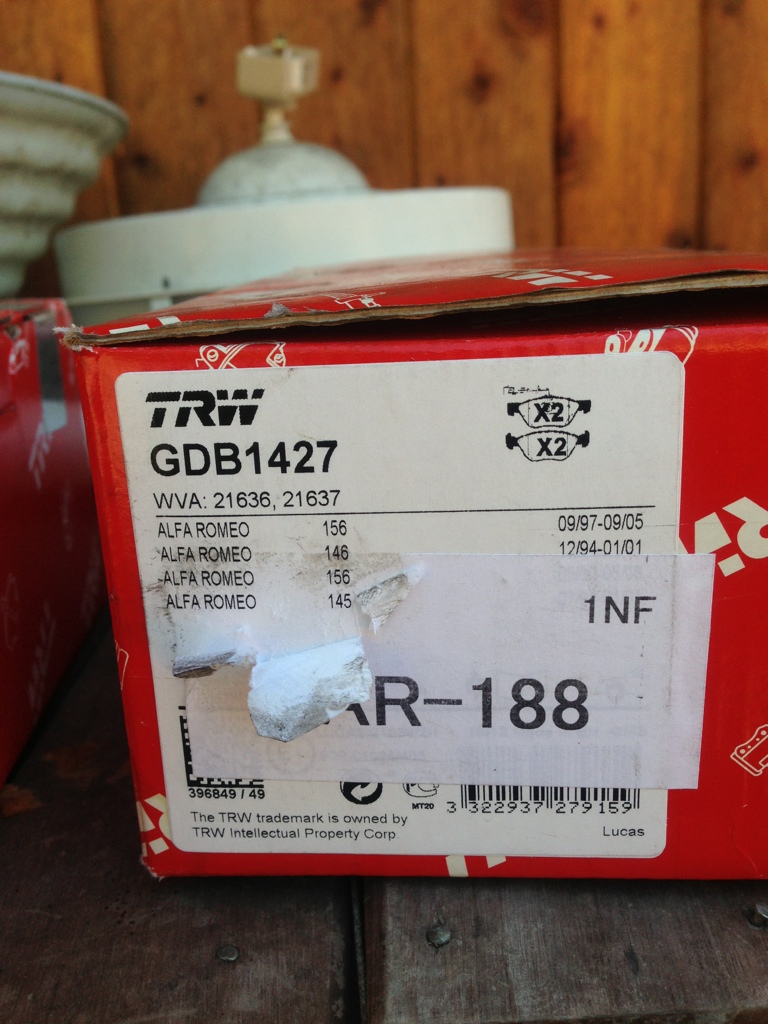 TRW
GDB1427
X2
X2
WVA: 21636, 21637
ALFA ROMEO 156 09/97-09/05
ALFA ROMEO 146 12/94-01/01
ALFA ROMEO 156
ALFA ROMEO 145
1NF
AR-188
396849 / 49
MT20
3 322937 279159
The TRW trademark is owned by
TRW Intellectual Property Corp.
Lucas